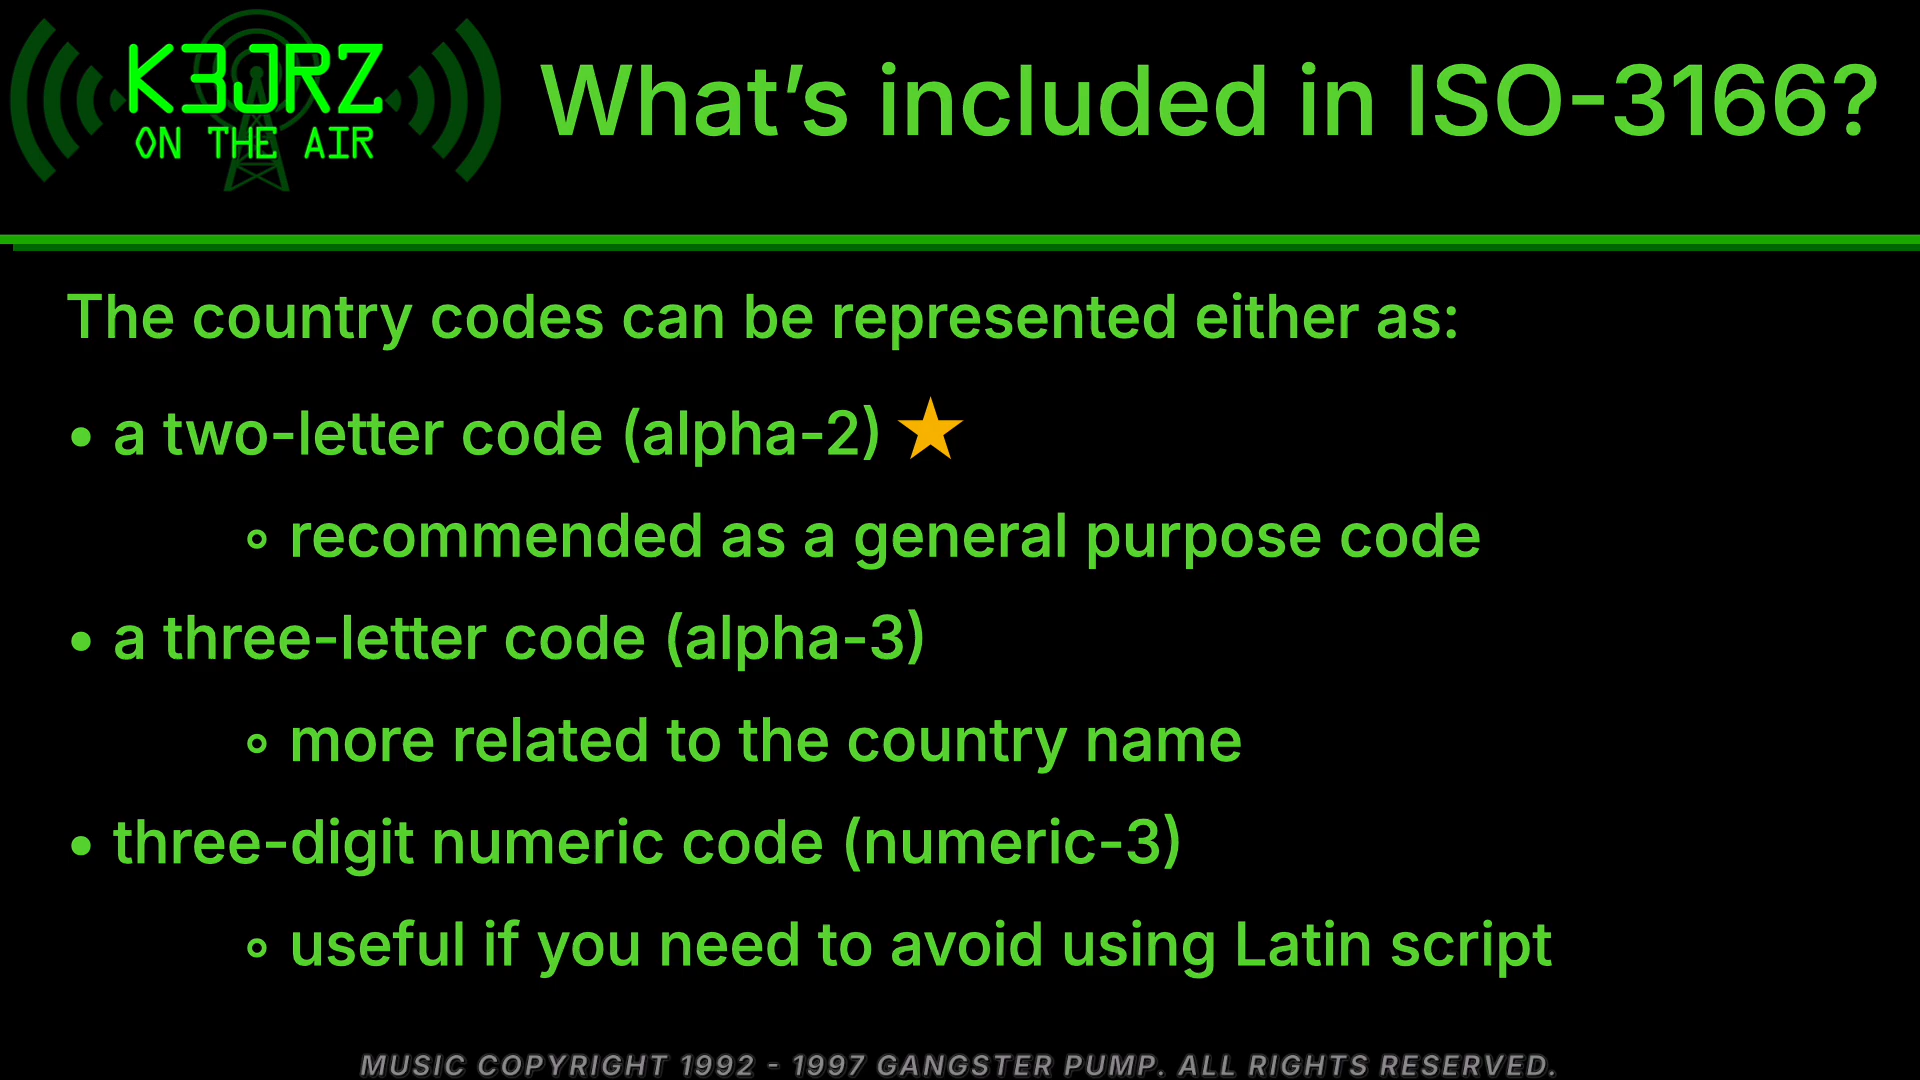 K3JRZ
ON THE AIR
What's included in ISO-3166?
The country codes can be represented either as:
• a two-letter code (alpha-2) ★
◦ recommended as a general purpose code
• a three-letter code (alpha-3)
◦ more related to the country name
• three-digit numeric code (numeric-3)
◦ useful if you need to avoid using Latin script
MUSIC COPYRIGHT 1992 - 1997 GANGSTER PUMP. ALL RIGHTS RESERVED.